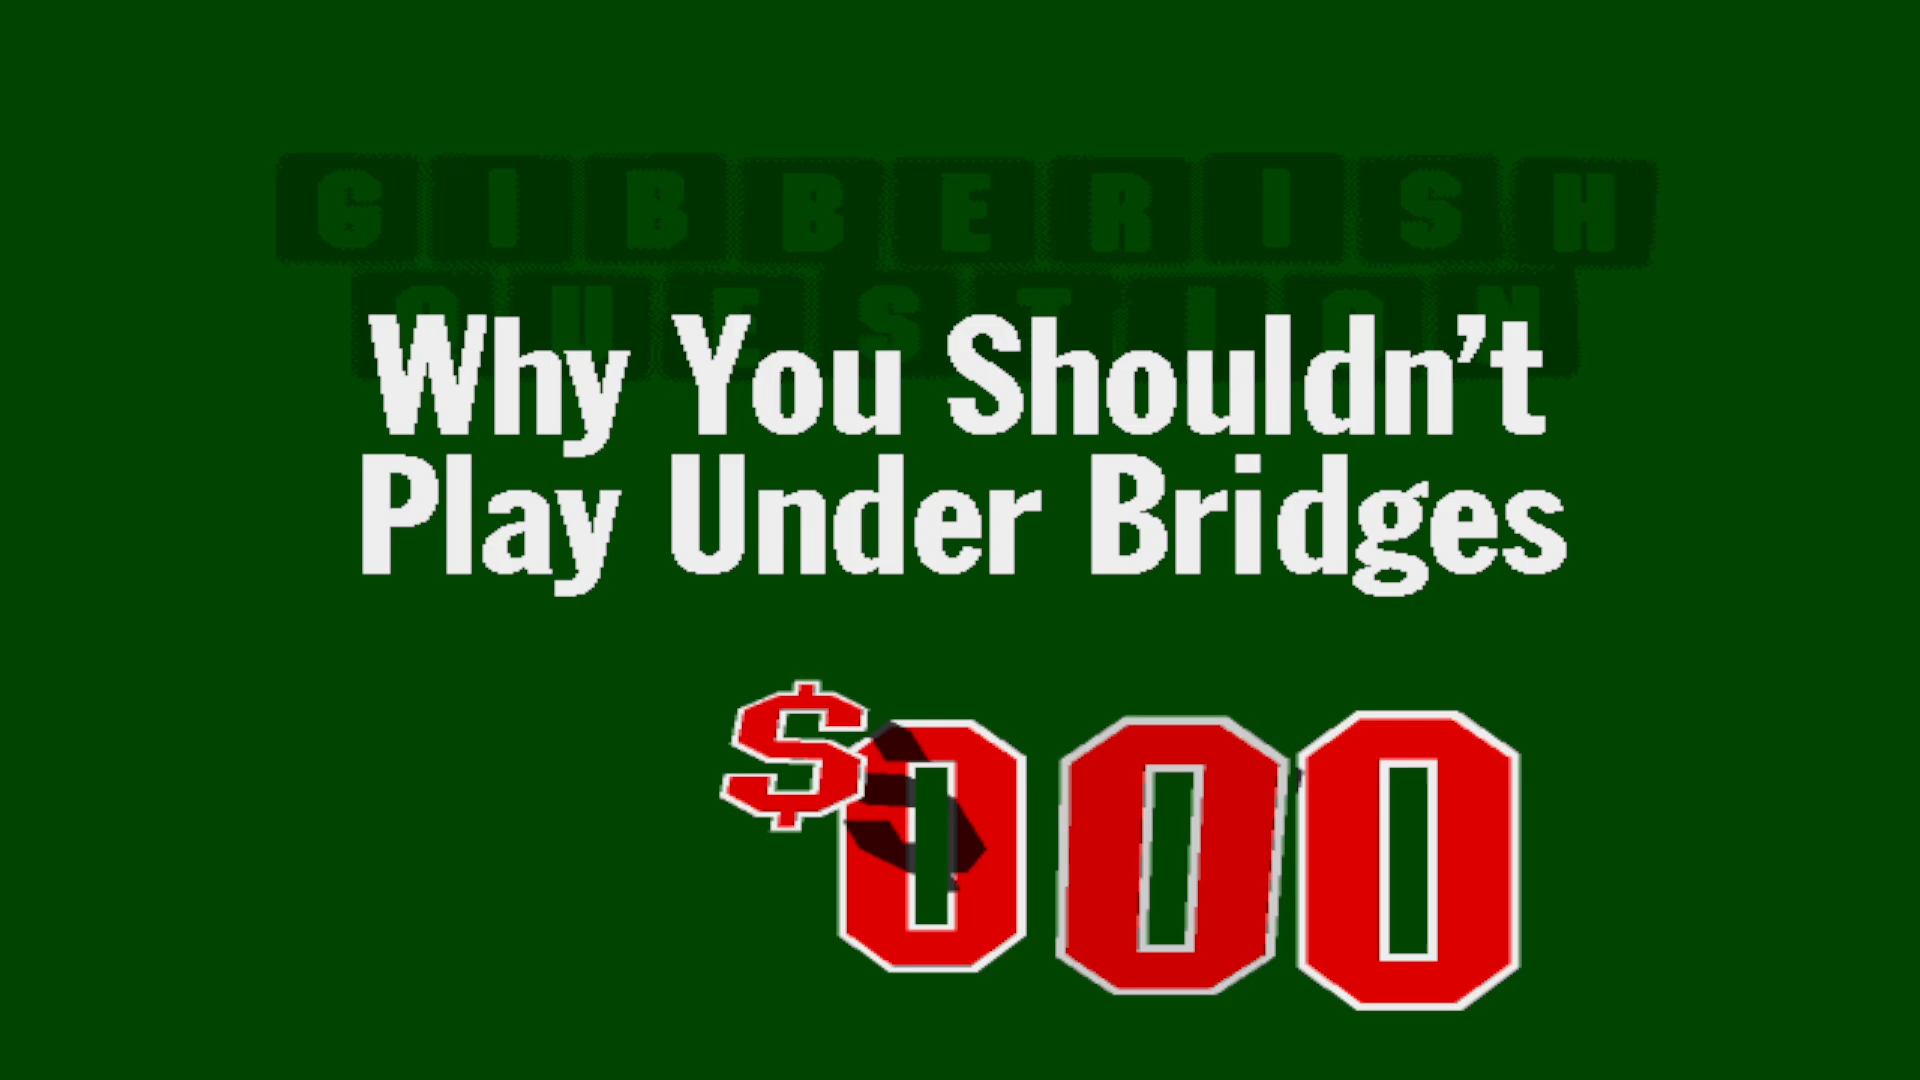 GIBBERISH
QUESTION
Why You Shouldn't
Play Under Bridges
$000